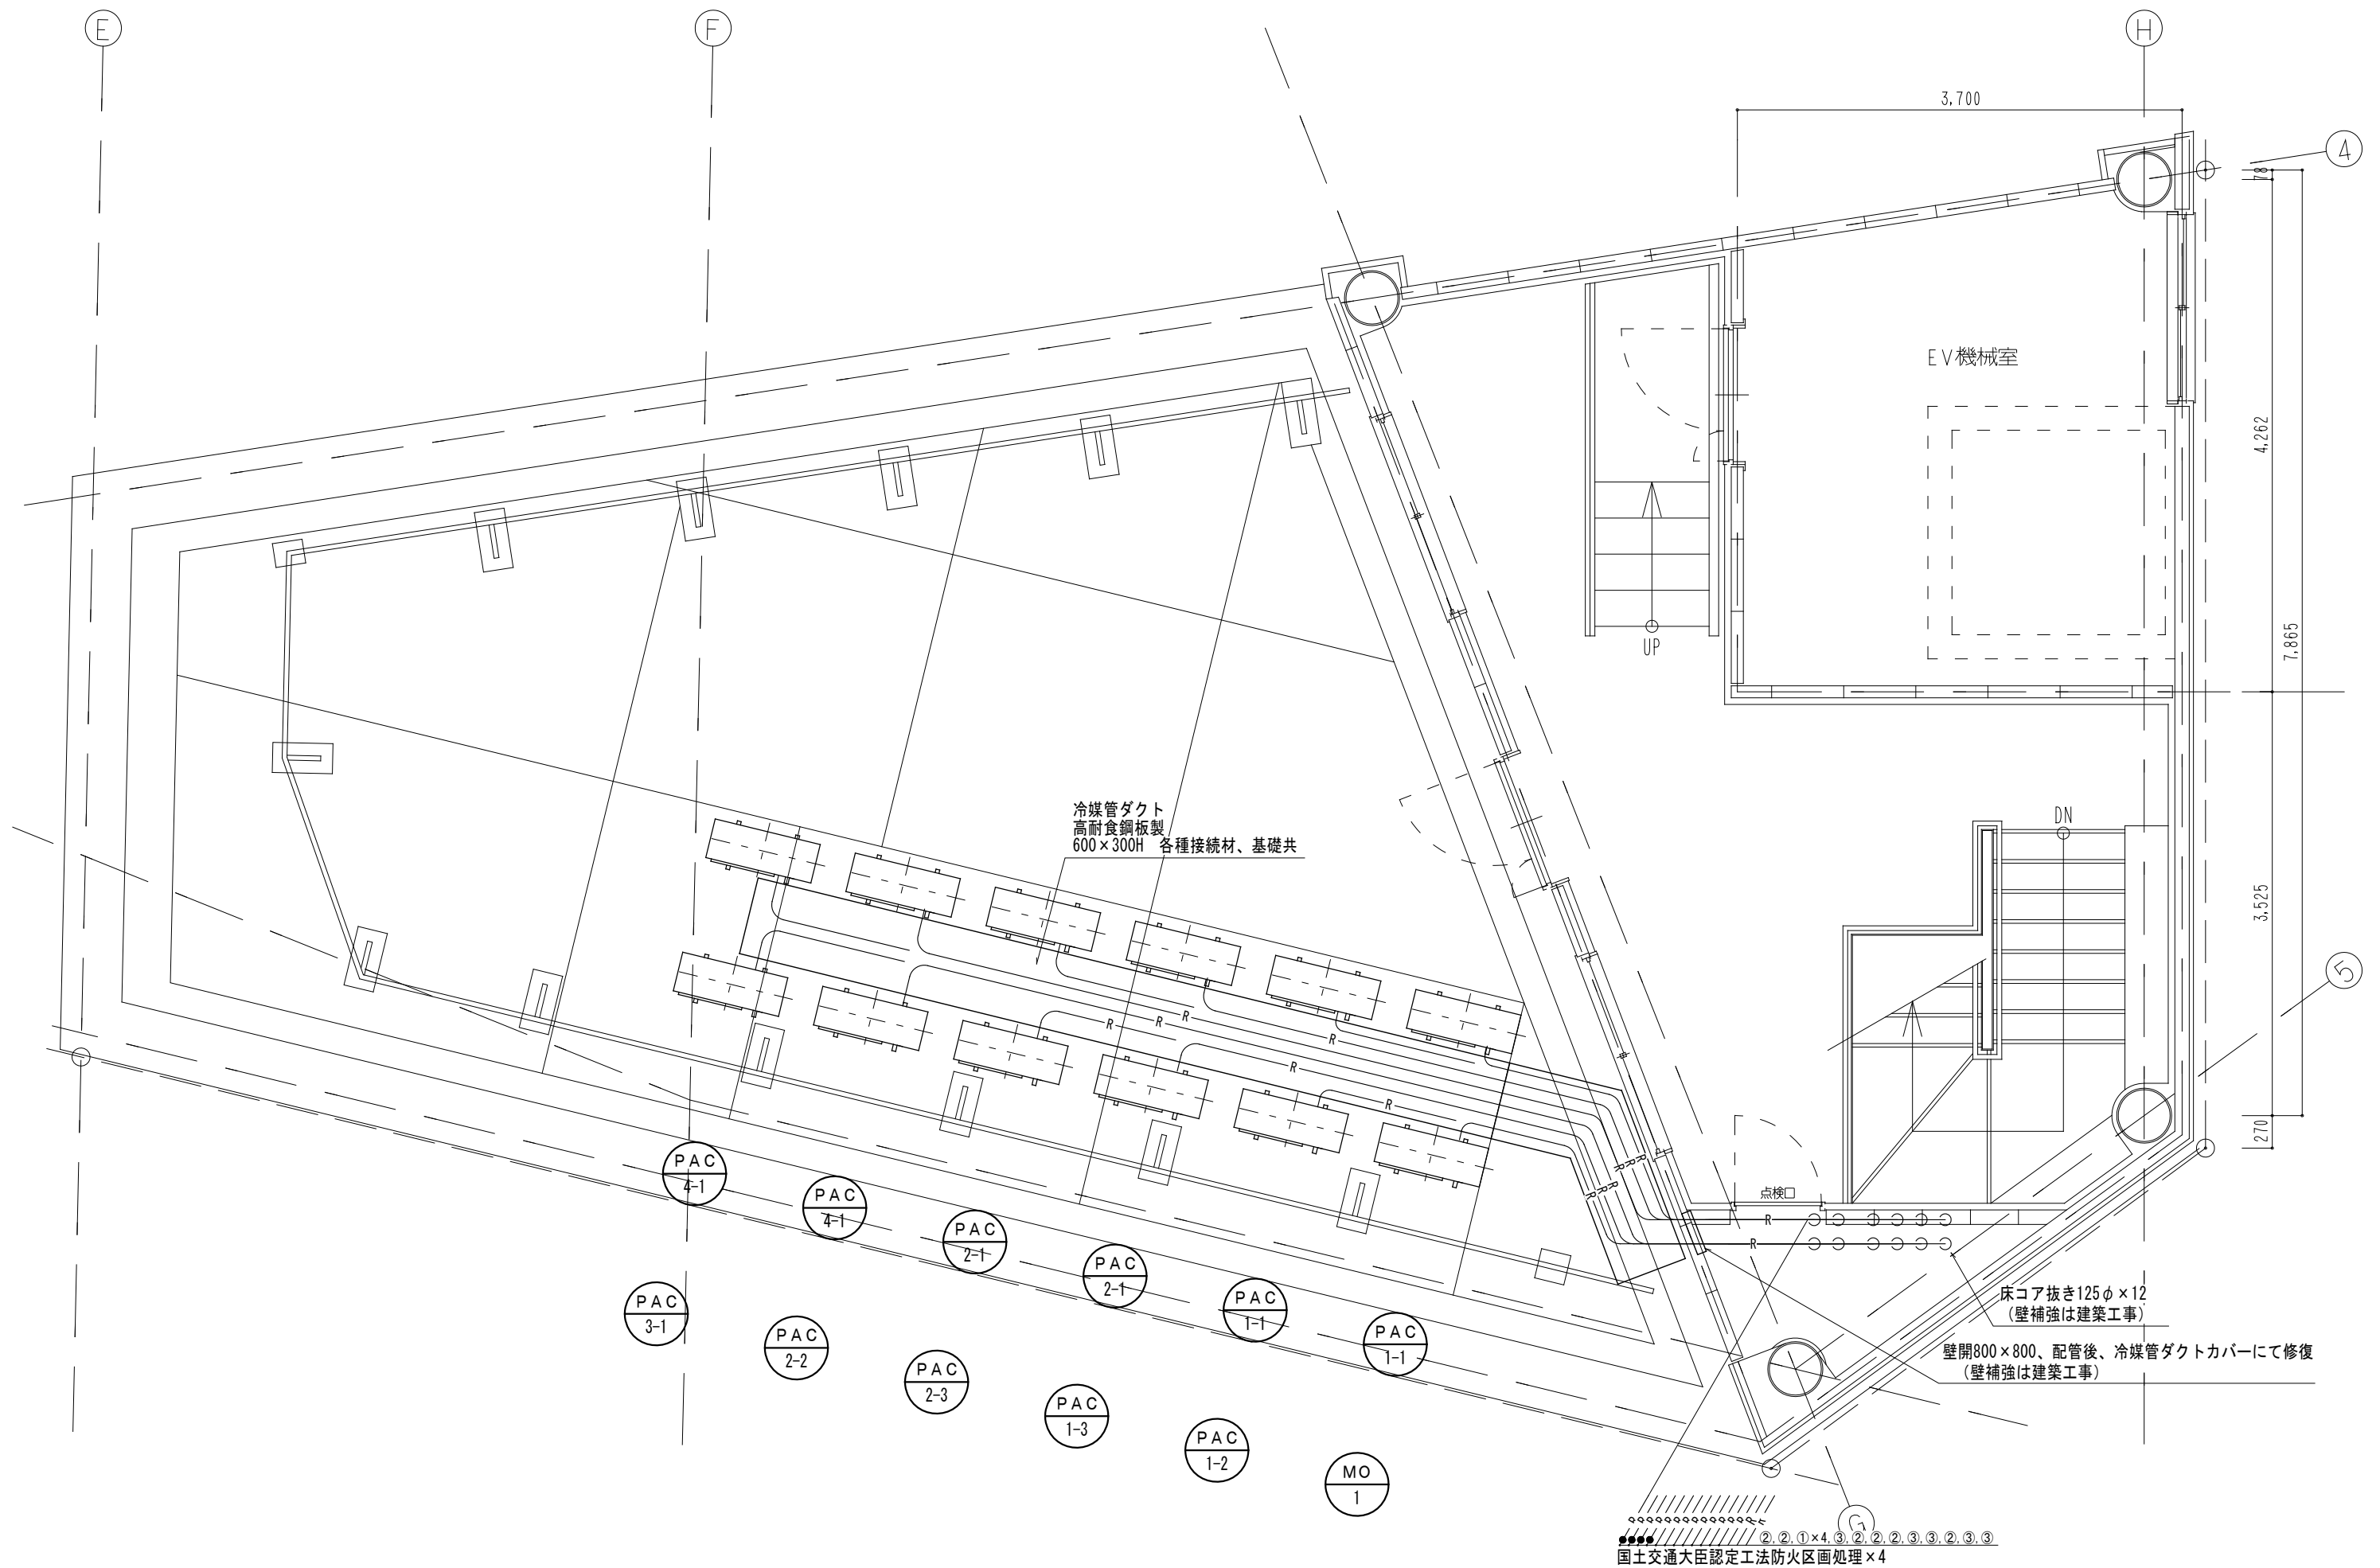 E
F
H
3,700
4
78
EV機械室
4,262
7,865
UP
DN
冷媒管ダクト
高耐食鋼板製
600×300H 各種接続材、基礎共
3,525
5
R
R
R
R
R
R
R
R
R
R
R
R
R
R
270
PAC
4-1
PAC
4-1
PAC
2-1
PAC
2-1
PAC
1-1
PAC
1-1
点検口
R
R
床コア抜き125φ×12
(壁補強は建築工事)
壁開800×800、配管後、冷媒管ダクトカバーにて修復
(壁補強は建築工事)
PAC
3-1
PAC
2-2
PAC
2-3
PAC
1-3
PAC
1-2
MO
1
G
②,②,①×4,③,②,②,②,③,③,②,③,③
国土交通大臣認定工法防火区画処理×4